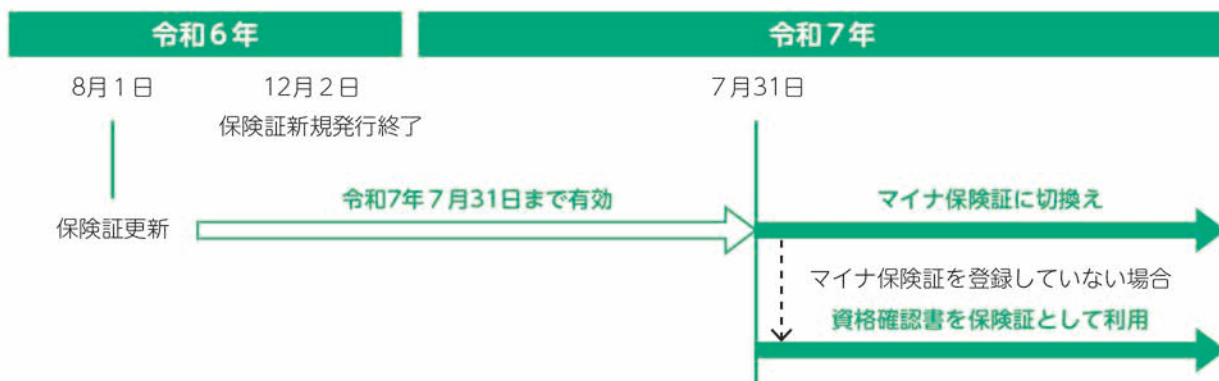 令和6年
令和7年
8月1日
12月2日
7月31日
保険証新規発行終了
令和7年7月31日まで有効
マイナ保険証に切換え
保険証更新
マイナ保険証を登録していない場合
資格確認書を保険証として利用